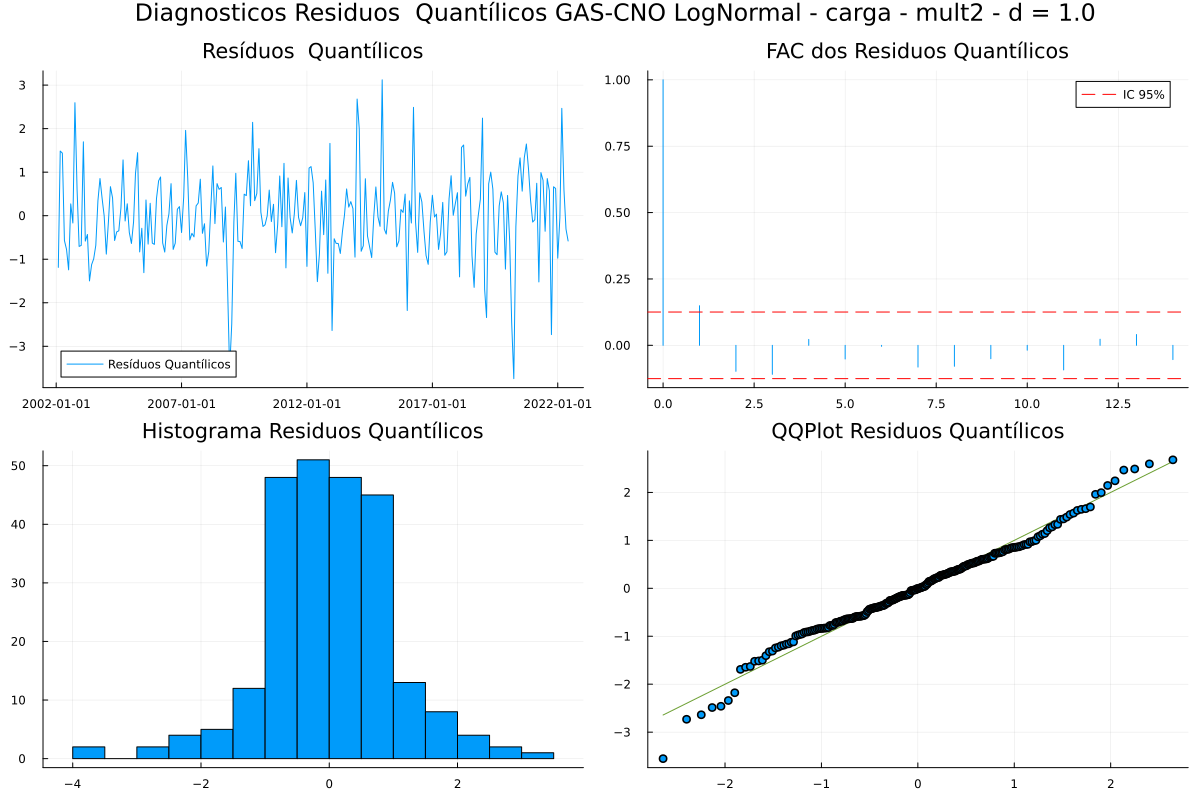 Diagnosticos Residuos  Quantílicos GAS-CNO LogNormal - carga - mult2 - d = 1.0
Resíduos  Quantílicos
3
2
1
0
−1
−2
−3
Resíduos Quantílicos
2002-01-01 2007-01-01 2012-01-01 2017-01-01 2022-01-01
FAC dos Residuos Quantílicos
1.00
0.75
0.50
0.25
0.00
IC 95%
0.0 2.5 5.0 7.5 10.0 12.5
Histograma Residuos Quantílicos
50
40
30
20
10
0
−4 −2 0 2
QQPlot Residuos Quantílicos
2
1
0
−1
−2
−3
−2 −1 0 1 2